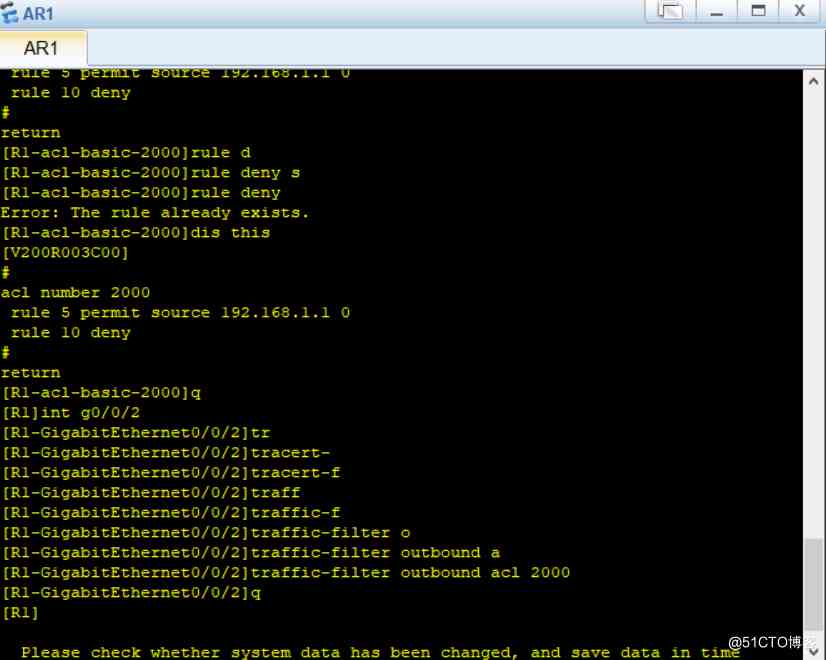 AR1
AR1
rule 5 permit source 192.168.1.1 0
rule 10 deny
#
return
[R1-acl-basic-2000]rule d
[R1-acl-basic-2000]rule deny s
[R1-acl-basic-2000]rule deny
Error: The rule already exists.
[R1-acl-basic-2000]dis this
[V200R003C00]
#
acl number 2000
rule 5 permit source 192.168.1.1 0
rule 10 deny
#
return
[R1-acl-basic-2000]q
[R1]int g0/0/2
[R1-GigabitEthernet0/0/2]tr
[R1-GigabitEthernet0/0/2]tracert-
[R1-GigabitEthernet0/0/2]tracert-f
[R1-GigabitEthernet0/0/2]traff
[R1-GigabitEthernet0/0/2]traffic-f
[R1-GigabitEthernet0/0/2]traffic-filter o
[R1-GigabitEthernet0/0/2]traffic-filter outbound a
[R1-GigabitEthernet0/0/2]traffic-filter outbound acl 2000
[R1-GigabitEthernet0/0/2]q
[R1]
Please check whether system data has been changed, and save data in time
@51CTO博客